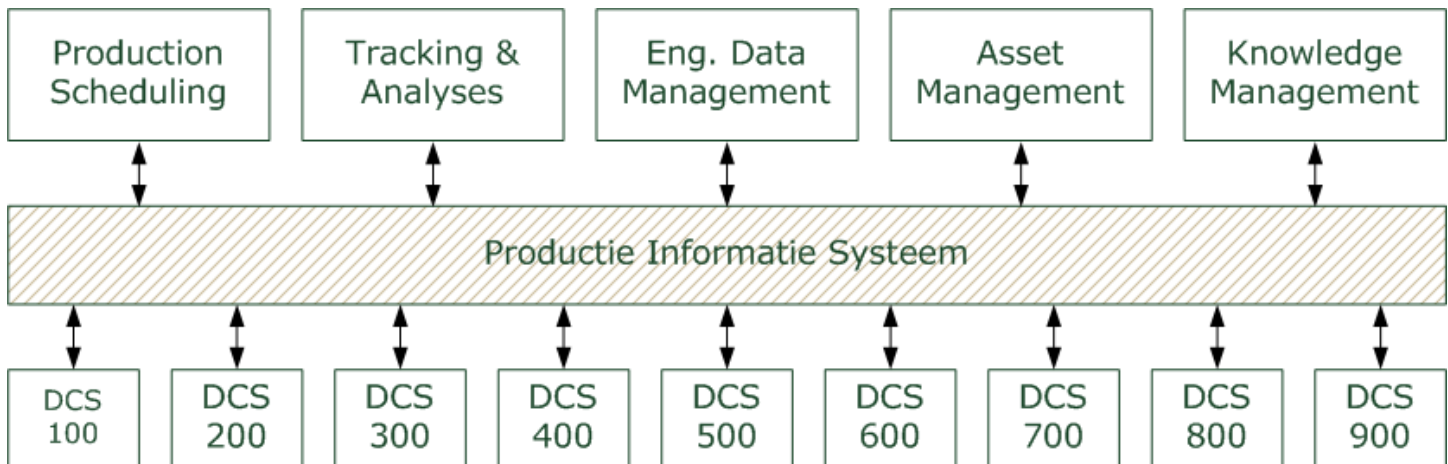 Production
Scheduling
Tracking &
Analyses
Eng. Data
Management
Asset
Management
Knowledge
Management
Productie Informatie Systeem
DCS
100
DCS
200
DCS
300
DCS
400
DCS
500
DCS
600
DCS
700
DCS
800
DCS
900